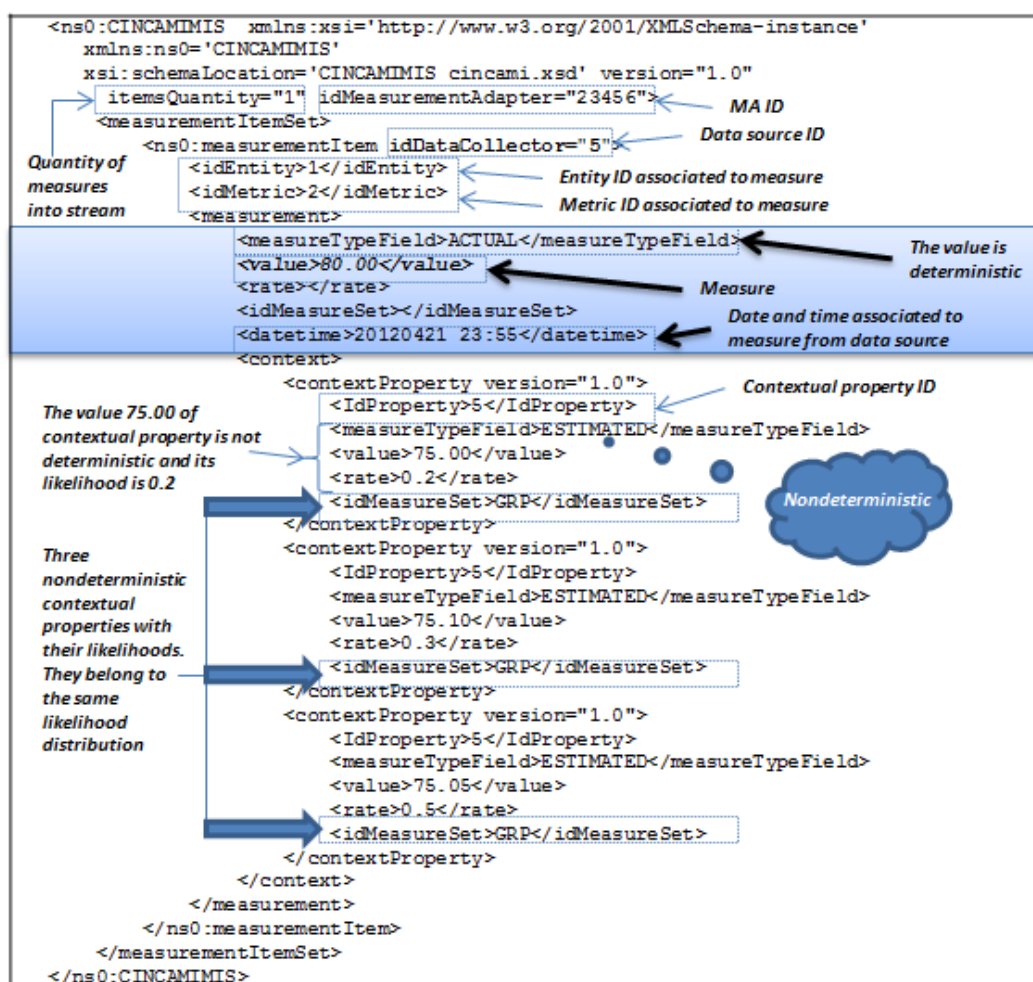 <ns0:CINCAMIMIS xmlns:xsi='http://www.w3.org/2001/XMLSchema-instance'
xmlns:ns0='CINCAMIMIS'
xsi:schemaLocation='CINCAMIMIS cincami.xsd' version="1.0"
itemsQuantity="1" idMeasurementAdapter="23456">
MA ID
<measurementItemSet>
Data source ID
<ns0:measurementItem idDataCollector="5">
Quantity of
measures
into stream
<idEntity>1</idEntity>
Entity ID associated to measure
<idMetric>2</idMetric>
Metric ID associated to measure
<measurement>
<measureTypeField>ACTUAL</measureTypeField>
The value is
deterministic
<value>80.00</value>
Measure
<rate></rate>
<idMeasureSet></idMeasureSet>
<datetime>20120421 23:55</datetime>
Date and time associated to
measure from data source
<context>
<contextProperty version="1.0">
Contextual property ID
<IdProperty>5</IdProperty>
The value 75.00 of
contextual property is not
deterministic and its
likelihood is 0.2
<measureTypeField>ESTIMATED</measureTypeField>
<value>75.00</value>
<rate>0.2</rate>
Nondeterministic
<idMeasureSet>GRP</idMeasureSet>
</contextProperty>
<contextProperty version="1.0">
Three
nondeterministic
contextual
properties with
their likelihoods.
They belong to
the same
likelihood
distribution
<IdProperty>5</IdProperty>
<measureTypeField>ESTIMATED</measureTypeField>
<value>75.10</value>
<rate>0.3</rate>
<idMeasureSet>GRP</idMeasureSet>
</contextProperty>
<contextProperty version="1.0">
<IdProperty>5</IdProperty>
<measureTypeField>ESTIMATED</measureTypeField>
<value>75.05</value>
<rate>0.5</rate>
<idMeasureSet>GRP</idMeasureSet>
</contextProperty>
</context>
</measurement>
</ns0:measurementItem>
</measurementItemSet>
</ns0:CINCAMIMIS>